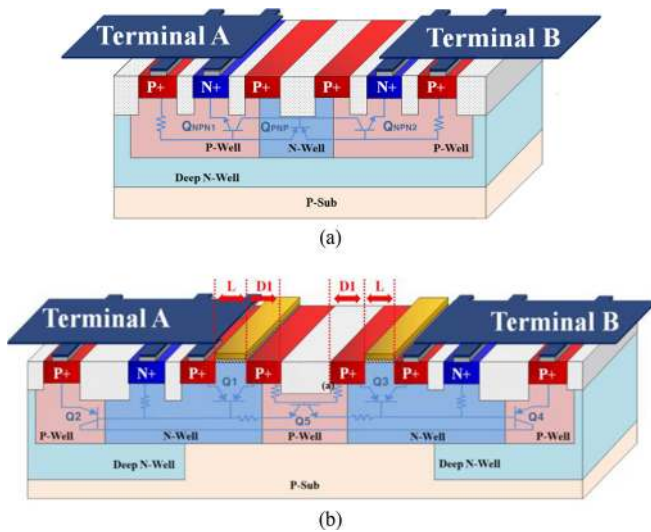 Terminal A Terminal B
P+ N+ P+ P+ N+ P+
QNPN1 QPNP QNPN2
P-Well N-Well P-Well
Deep N-Well
P-Sub
(a)
L D1 D1 L
Terminal A Terminal B
P+ N+ P+ P+ P+ P+ N+ P+
Q1 (a) Q3
Q2 Q5 Q4
P-Well N-Well P-Well N-Well P-Well
Deep N-Well Deep N-Well
P-Sub
(b)